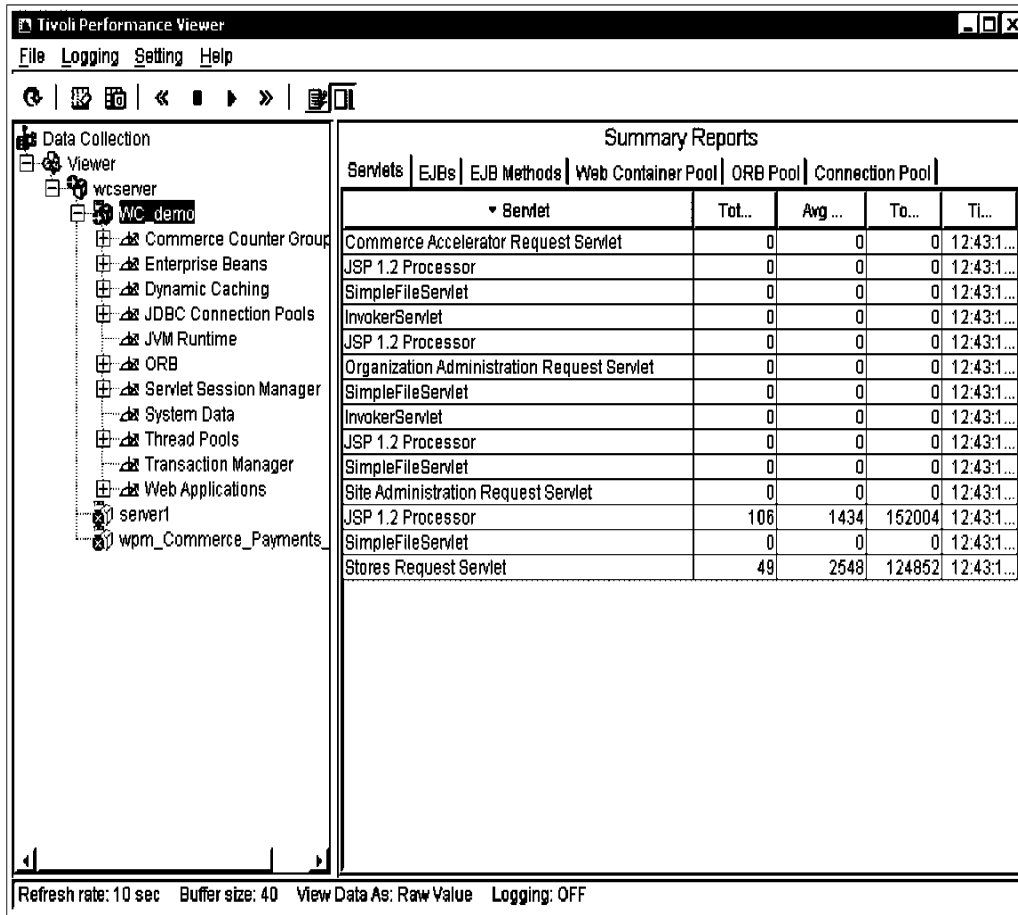 Tivoli Performance Viewer
File Logging Setting Help
Data Collection
Viewer
wcserver
WC_demo
Commerce Counter Group
Enterprise Beans
Dynamic Caching
JDBC Connection Pools
JVM Runtime
ORB
Servlet Session Manager
System Data
Thread Pools
Transaction Manager
Web Applications
server1
wpm_Commerce_Payments_
Summary Reports
Servlets EJBs EJB Methods Web Container Pool ORB Pool Connection Pool
Servlet Tot... Avg ... To... Ti...
Commerce Accelerator Request Servlet 0 0 0 12:43:1...
JSP 1.2 Processor 0 0 0 12:43:1...
SimpleFileServlet 0 0 0 12:43:1...
InvokerServlet 0 0 0 12:43:1...
JSP 1.2 Processor 0 0 0 12:43:1...
Organization Administration Request Servlet 0 0 0 12:43:1...
SimpleFileServlet 0 0 0 12:43:1...
InvokerServlet 0 0 0 12:43:1...
JSP 1.2 Processor 0 0 0 12:43:1...
SimpleFileServlet 0 0 0 12:43:1...
Site Administration Request Servlet 0 0 0 12:43:1...
JSP 1.2 Processor 106 1434 152004 12:43:1...
SimpleFileServlet 0 0 0 12:43:1...
Stores Request Servlet 49 2548 124852 12:43:1...
Refresh rate: 10 sec Buffer size: 40 View Data As: Raw Value Logging: OFF